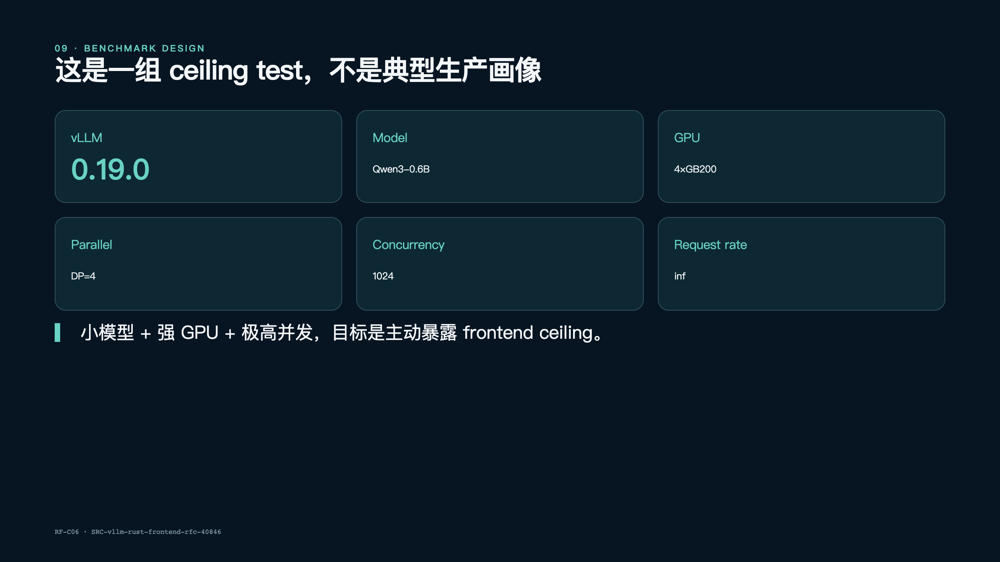 09 · BENCHMARK DESIGN
这是一组 ceiling test，不是典型生产画像
vLLM
0.19.0
Model
Qwen3-0.6B
GPU
4×GB200
Parallel
DP=4
Concurrency
1024
Request rate
inf
小模型 + 强 GPU + 极高并发，目标是主动暴露 frontend ceiling。
RF-C06 · SRC-vllm-rust-frontend-rfc-40846